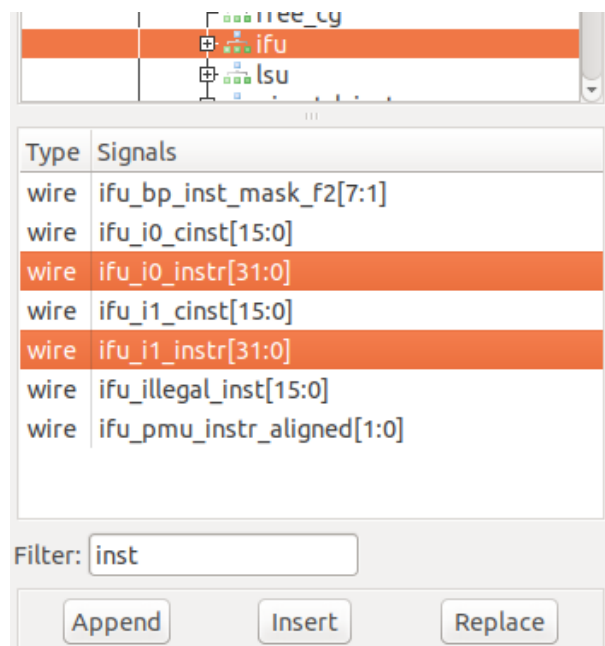 free_cg
ifu
lsu
Type Signals
wire ifu_bp_inst_mask_f2[7:1]
wire ifu_i0_cinst[15:0]
wire ifu_i0_instr[31:0]
wire ifu_i1_cinst[15:0]
wire ifu_i1_instr[31:0]
wire ifu_illegal_inst[15:0]
wire ifu_pmu_instr_aligned[1:0]
Filter: inst
Append Insert Replace